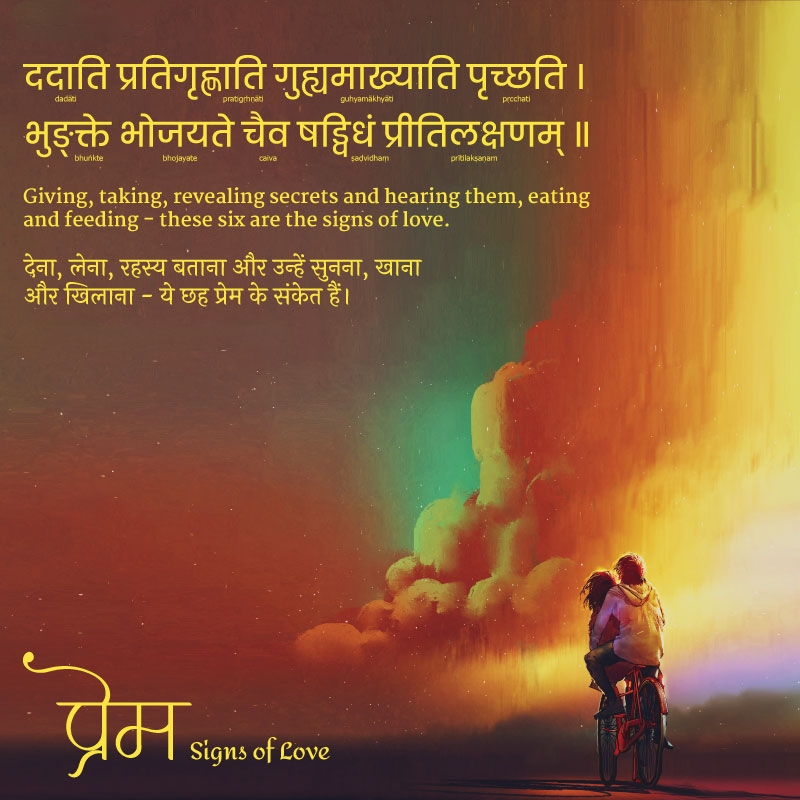 ददाति प्रतिगृह्णाति गुह्यमाख्याति पृच्छति ।
dadāti pratigṛhṇāti guhyamākhyāti pṛcchati
भुङ्क्ते भोजयते चैव षड्विधं प्रीतिलक्षणम् ॥
bhuṅkte bhojayate caiva ṣaḍvidhaṃ prītilakṣaṇam
Giving, taking, revealing secrets and hearing them, eating
and feeding – these six are the signs of love.
देना, लेना, रहस्य बताना और उन्हें सुनना, खाना
और खिलाना – ये छह प्रेम के संकेत हैं।
प्रेम Signs of Love